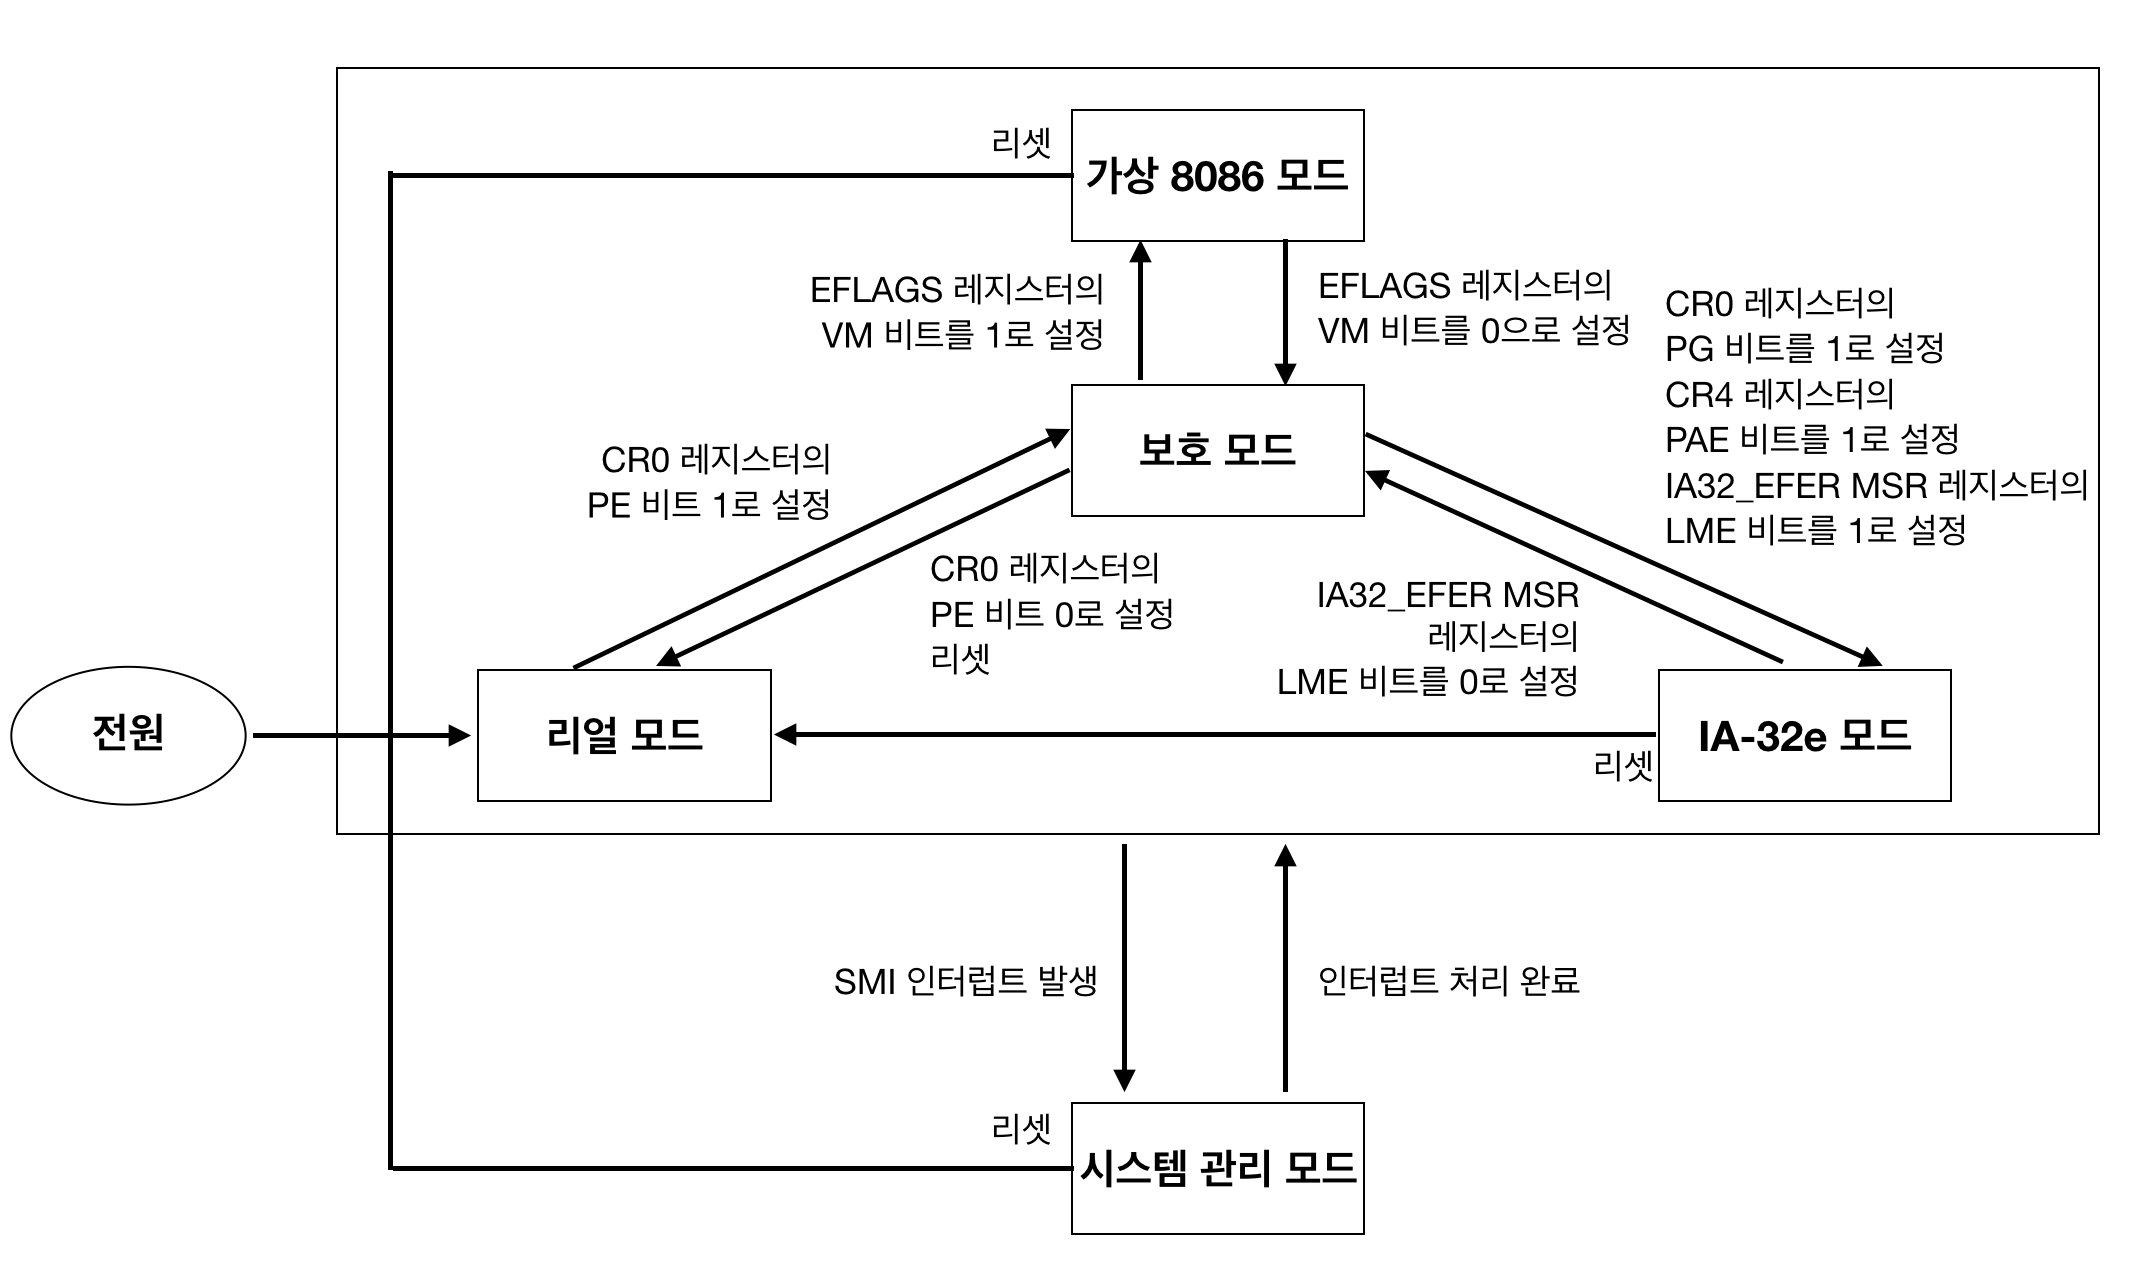 리셋
가상 8086 모드
EFLAGS 레지스터의
VM 비트를 1로 설정
EFLAGS 레지스터의
VM 비트를 0으로 설정
CR0 레지스터의
PG 비트를 1로 설정
CR4 레지스터의
PAE 비트를 1로 설정
IA32_EFER MSR 레지스터의
LME 비트를 1로 설정
보호 모드
CR0 레지스터의
PE 비트 1로 설정
CR0 레지스터의
PE 비트 0로 설정
리셋
IA32_EFER MSR
레지스터의
LME 비트를 0로 설정
전원
리얼 모드
IA-32e 모드
리셋
SMI 인터럽트 발생
인터럽트 처리 완료
리셋
시스템 관리 모드